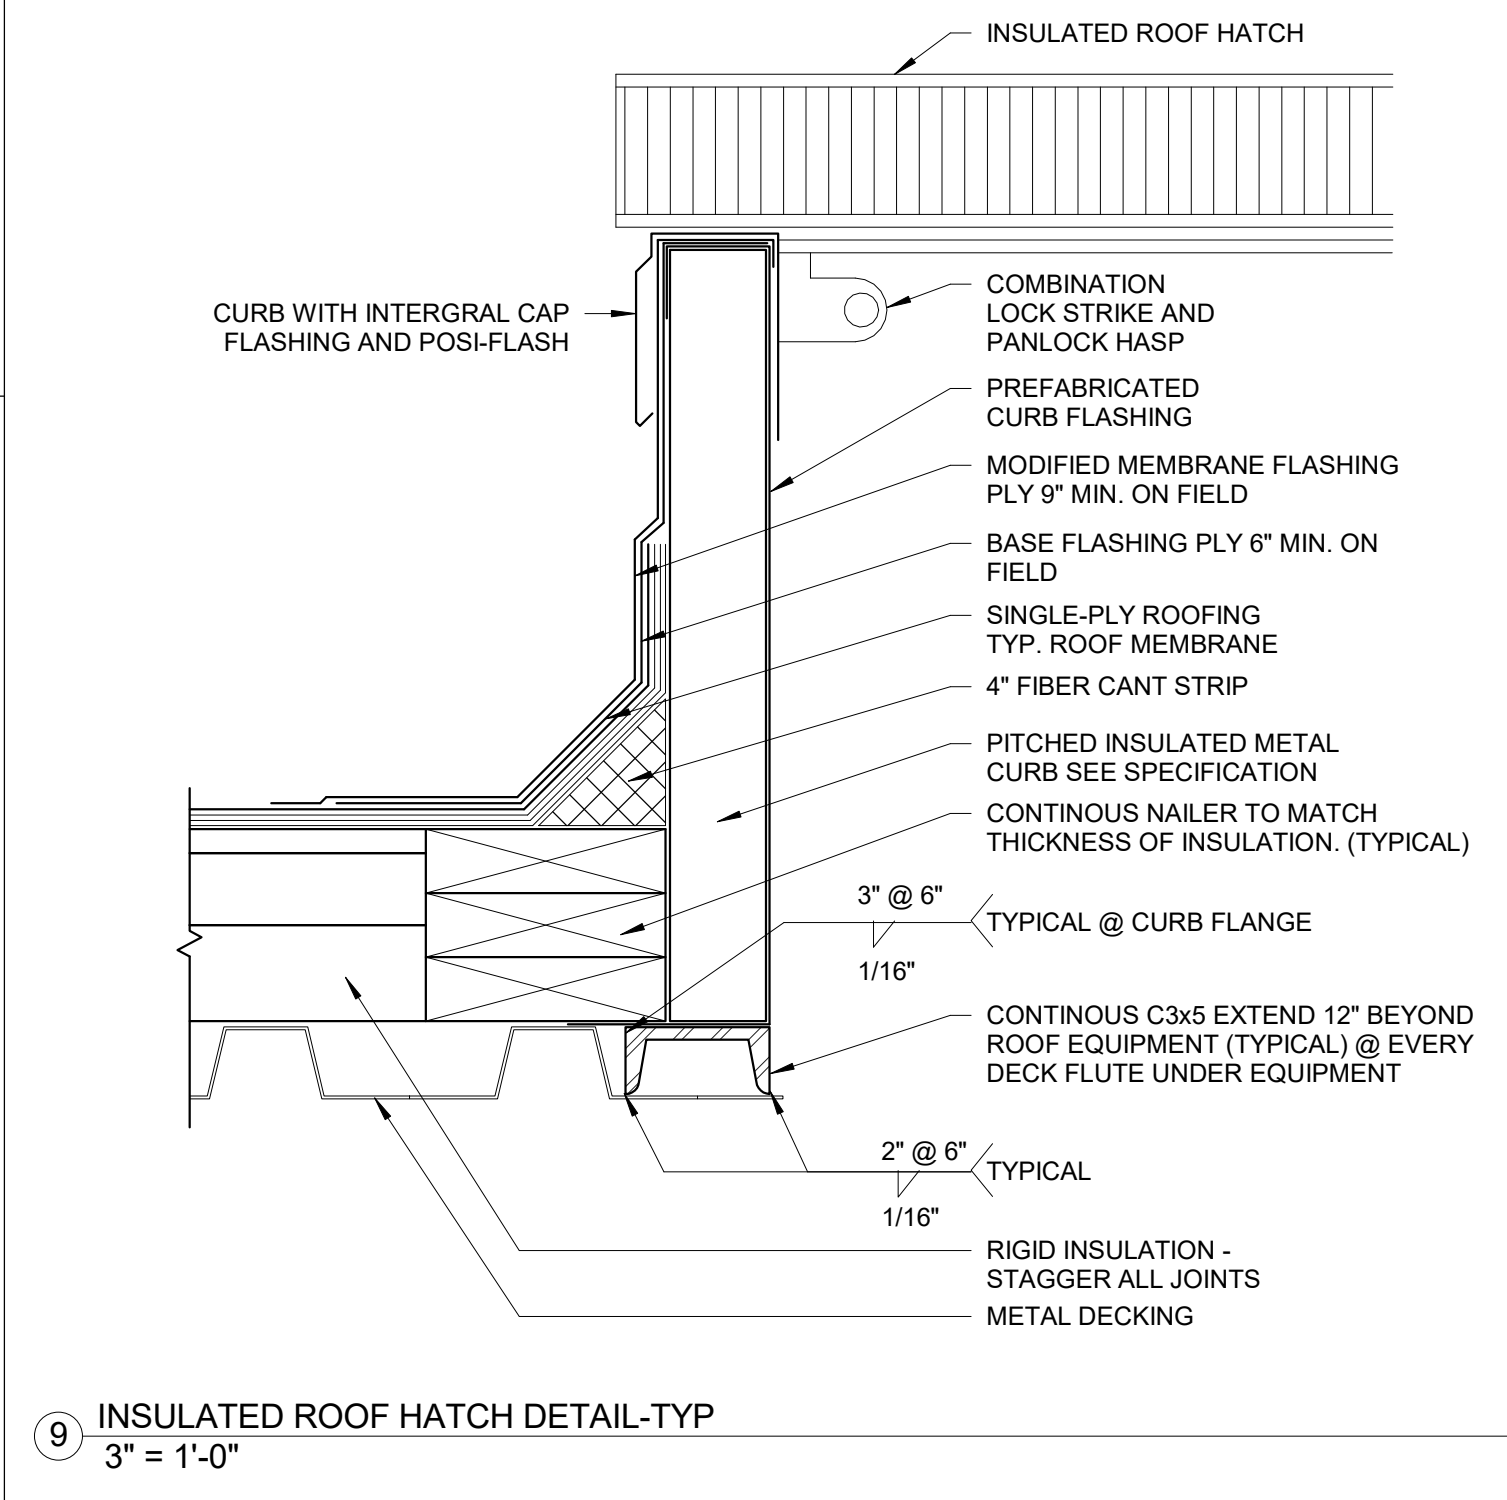 INSULATED ROOF HATCH
CURB WITH INTERGRAL CAP
FLASHING AND POSI-FLASH
COMBINATION
LOCK STRIKE AND
PANLOCK HASP
PREFABRICATED
CURB FLASHING
MODIFIED MEMBRANE FLASHING
PLY 9" MIN. ON FIELD
BASE FLASHING PLY 6" MIN. ON
FIELD
SINGLE-PLY ROOFING
TYP. ROOF MEMBRANE
4" FIBER CANT STRIP
PITCHED INSULATED METAL
CURB SEE SPECIFICATION
CONTINOUS NAILER TO MATCH
THICKNESS OF INSULATION. (TYPICAL)
3" @ 6"
TYPICAL @ CURB FLANGE
1/16"
CONTINOUS C3x5 EXTEND 12" BEYOND
ROOF EQUIPMENT (TYPICAL) @ EVERY
DECK FLUTE UNDER EQUIPMENT
2" @ 6"
TYPICAL
1/16"
RIGID INSULATION -
STAGGER ALL JOINTS
METAL DECKING
9
INSULATED ROOF HATCH DETAIL-TYP
3" = 1'-0"